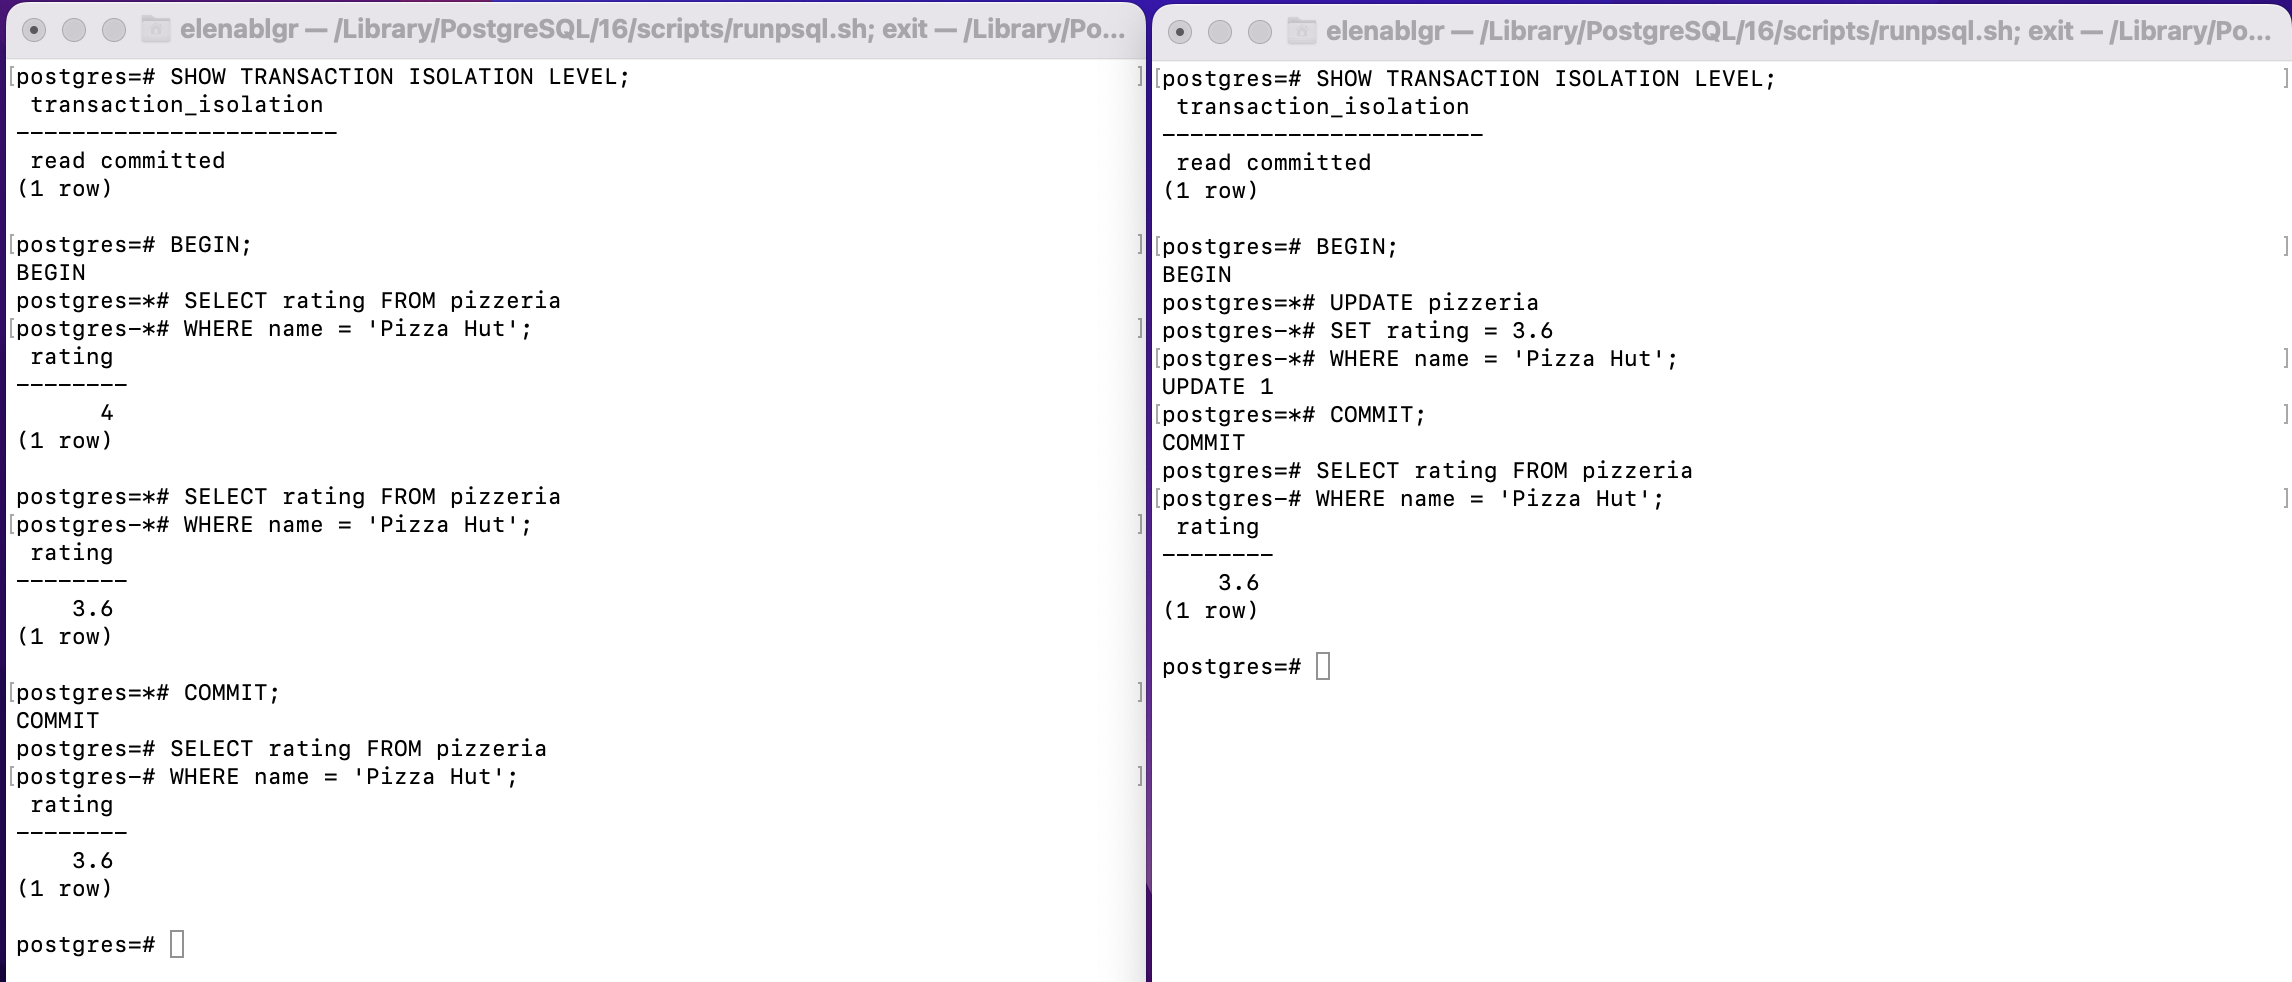 elenablgr — /Library/PostgreSQL/16/scripts/runpsql.sh; exit — /Library/Po...
[postgres=# SHOW TRANSACTION ISOLATION LEVEL; ]
 transaction_isolation
-----------------------
 read committed
(1 row)

[postgres=# BEGIN; ]
BEGIN
postgres=*# SELECT rating FROM pizzeria
[postgres-*# WHERE name = 'Pizza Hut'; ]
 rating
--------
      4
(1 row)

postgres=*# SELECT rating FROM pizzeria
[postgres-*# WHERE name = 'Pizza Hut'; ]
 rating
--------
    3.6
(1 row)

[postgres=*# COMMIT; ]
COMMIT
postgres=# SELECT rating FROM pizzeria
[postgres-# WHERE name = 'Pizza Hut'; ]
 rating
--------
    3.6
(1 row)

postgres=#
elenablgr — /Library/PostgreSQL/16/scripts/runpsql.sh; exit — /Library/Po...
[postgres=# SHOW TRANSACTION ISOLATION LEVEL; ]
 transaction_isolation
-----------------------
 read committed
(1 row)

[postgres=# BEGIN; ]
BEGIN
postgres=*# UPDATE pizzeria
postgres-*# SET rating = 3.6
[postgres-*# WHERE name = 'Pizza Hut'; ]
UPDATE 1
[postgres=*# COMMIT; ]
COMMIT
postgres=# SELECT rating FROM pizzeria
[postgres-# WHERE name = 'Pizza Hut'; ]
 rating
--------
    3.6
(1 row)

postgres=#